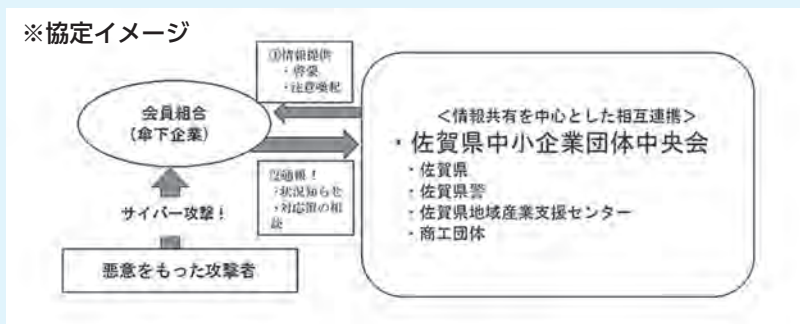 ※協定イメージ
①情報提供
・啓蒙
・注意喚起
会員組合
(傘下企業)
<情報共有を中心とした相互連携>
・佐賀県中小企業団体中央会
・佐賀県
・佐賀県警
・佐賀県地域産業支援センター
・商工団体
②通報!
・状況知らせ
・対応策の相
談
サイバー攻撃!
悪意をもった攻撃者